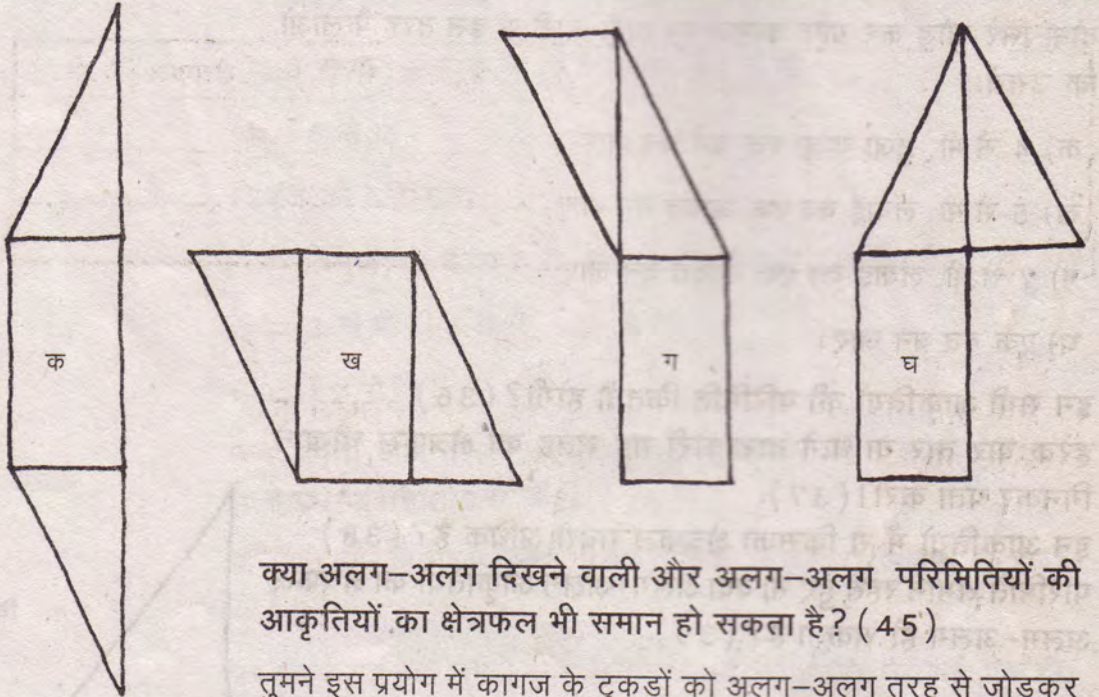 क
ख
ग
घ
क्या अलग–अलग दिखने वाली और अलग–अलग परिमितियों की
आकृतियों का क्षेत्रफल भी समान हो सकता है? (45)
तुमने इस प्रयोग में कागज के टुकड़ों को अलग–अलग तरह से जोड़कर